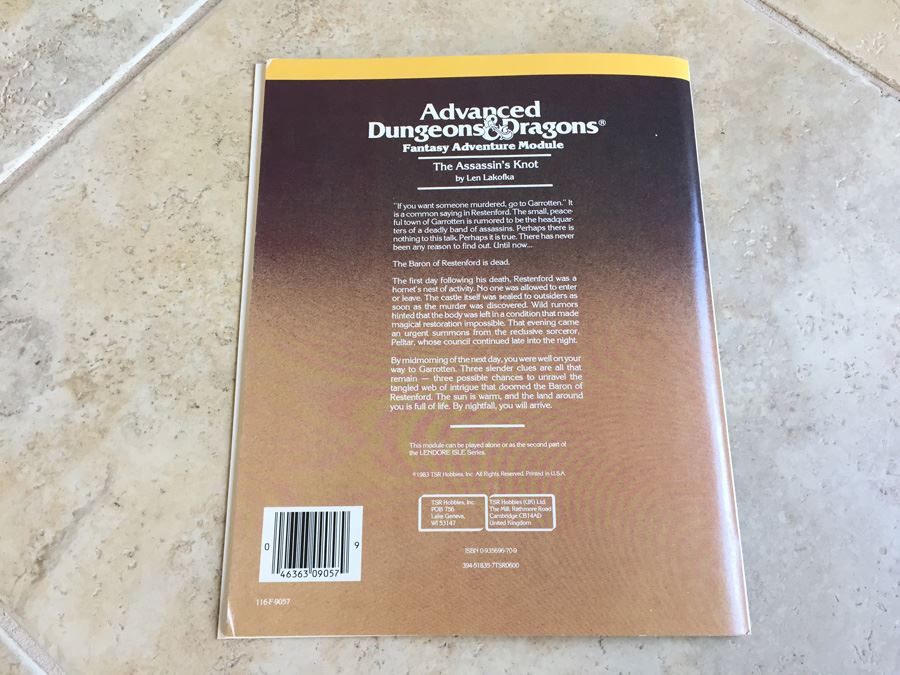 Advanced
Dungeons & Dragons®
Fantasy Adventure Module
The Assassin's Knot
by Len Lakofka
"If you want someone murdered, go to Garrotten." It
is a common saying in Restenford. The small, peace-
ful town of Garrotten is rumored to be the headquar-
ters of a deadly band of assassins. Perhaps there is
nothing to this talk. Perhaps it is true. There has never
been any reason to find out. Until now...
The Baron of Restenford is dead.
The first day following his death, Restenford was a
hornet's nest of activity. No one was allowed to enter
or leave. The castle itself was sealed to outsiders as
soon as the murder was discovered. Wild rumors
hinted that the body was left in a condition that made
magical restoration impossible. That evening came
an urgent summons from the reclusive sorceror,
Pelltar, whose council continued late into the night.
By midmorning of the next day, you were well on your
way to Garrotten. Three slender clues are all that
remain — three possible chances to unravel the
tangled web of intrigue that doomed the Baron of
Restenford. The sun is warm, and the land around
you is full of life. By nightfall, you will arrive.
This module can be played alone or as the second part of
the LENDORE ISLE Series.
©1983 TSR Hobbies, Inc. All Rights Reserved. Printed in U.S.A.
TSR Hobbies, Inc.
POB 756
Lake Geneva,
WI 53147
TSR Hobbies (UK) Ltd.
The Mill, Rathmore Road
Cambridge CB14AD
United Kingdom
ISBN 0-935696-70-9
394-51835-7TSR0600
0 46363 09057 9
116-F-9057